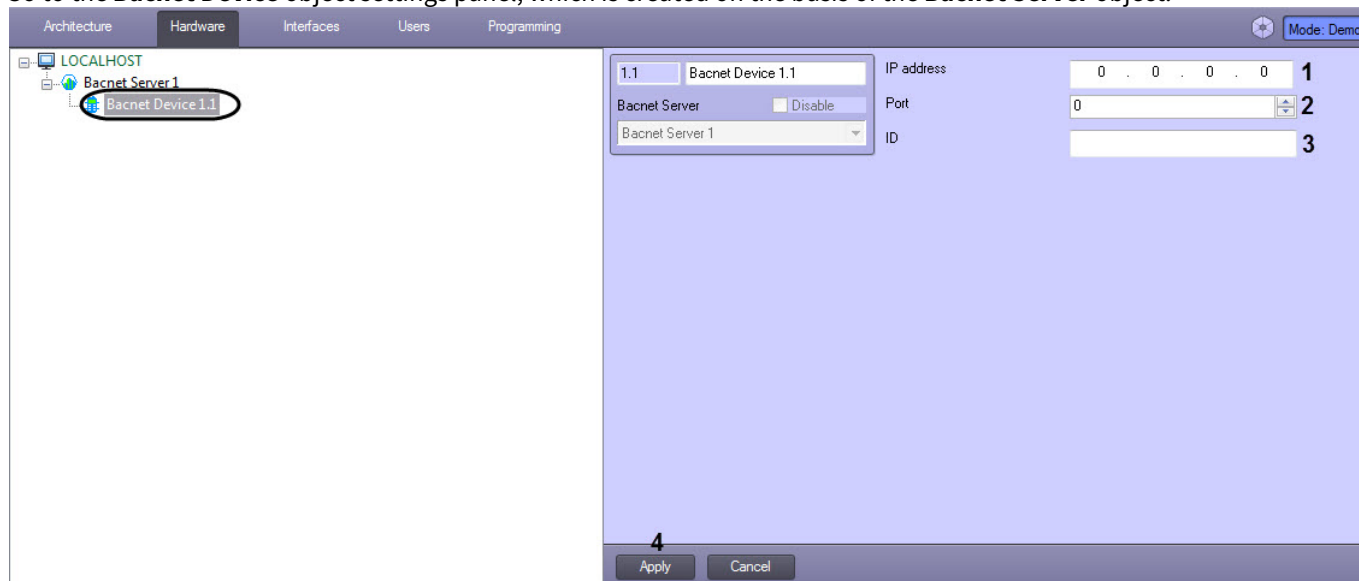 Go to the Bacnet Device object settings panel, which is created on the basis of the Bacnet Server object.
Architecture Hardware Interfaces Users Programming Mode: Demo
LOCALHOST
Bacnet Server 1
Bacnet Device 1.1
1.1 Bacnet Device 1.1
Bacnet Server Disable
Bacnet Server 1
IP address 0 . 0 . 0 . 0 1
Port 0 2
ID 3
4
Apply Cancel